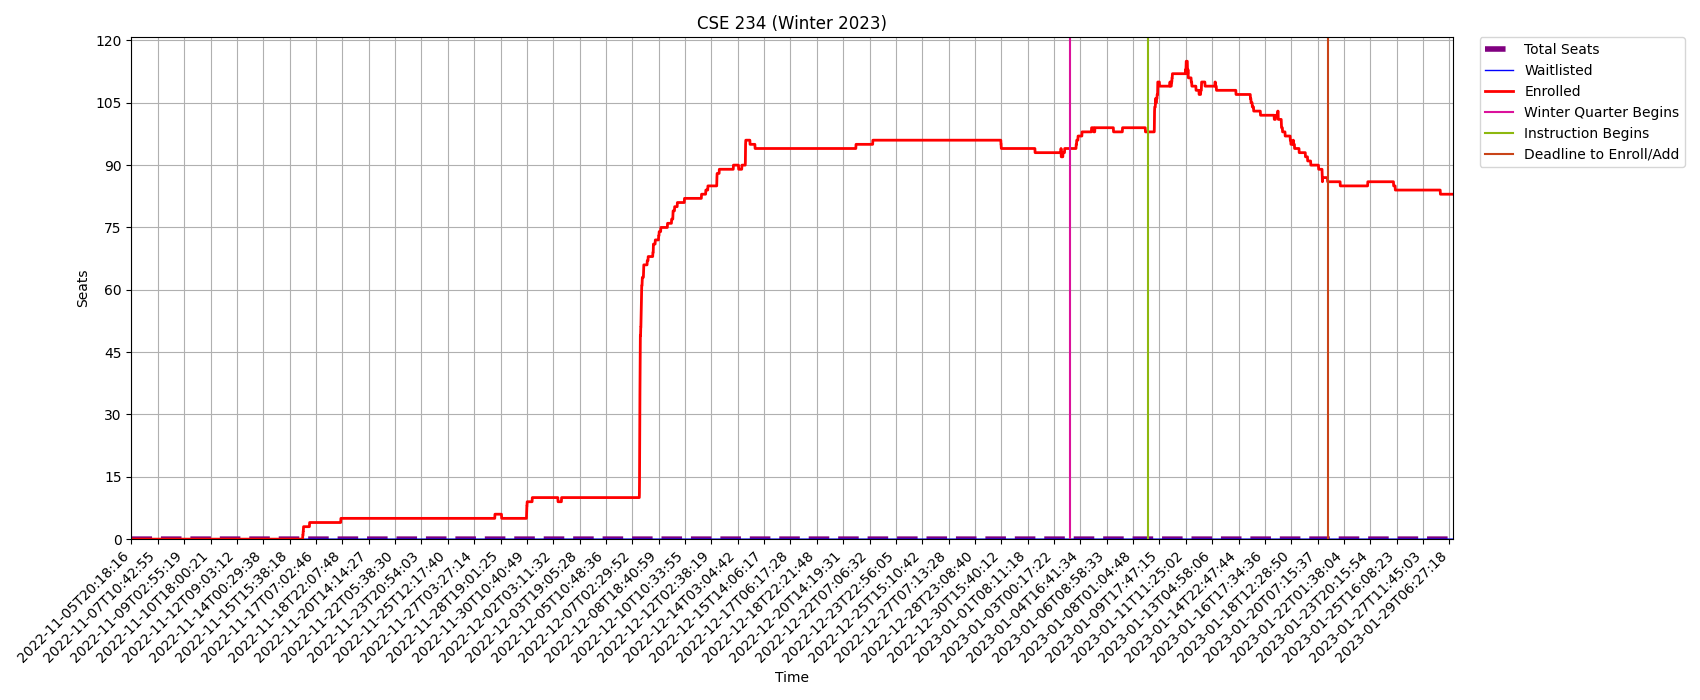 CSE 234 (Winter 2023)
Total Seats
Waitlisted
Enrolled
Winter Quarter Begins
Instruction Begins
Deadline to Enroll/Add
Seats
120
105
90
75
60
45
30
15
0
2022-11-05T20:18:16
2022-11-07T10:42:55
2022-11-09T02:55:19
2022-11-10T18:00:21
2022-11-12T09:03:12
2022-11-14T00:29:38
2022-11-15T15:38:18
2022-11-17T07:02:46
2022-11-18T22:07:48
2022-11-20T14:14:27
2022-11-22T05:38:30
2022-11-23T20:54:03
2022-11-25T12:17:40
2022-11-27T03:27:14
2022-11-28T19:01:25
2022-11-30T10:40:49
2022-12-02T03:11:32
2022-12-03T19:05:28
2022-12-05T10:48:36
2022-12-07T02:29:52
2022-12-08T18:40:59
2022-12-10T10:33:55
2022-12-12T02:38:19
2022-12-14T03:04:42
2022-12-15T14:06:17
2022-12-17T06:17:28
2022-12-18T22:21:48
2022-12-20T14:19:31
2022-12-22T07:06:32
2022-12-23T22:56:05
2022-12-25T15:10:42
2022-12-27T07:13:28
2022-12-28T23:08:40
2022-12-30T15:40:12
2023-01-01T08:11:18
2023-01-03T00:17:22
2023-01-04T16:41:34
2023-01-06T08:58:33
2023-01-08T01:04:48
2023-01-09T17:47:15
2023-01-11T11:25:02
2023-01-13T04:58:06
2023-01-14T22:47:44
2023-01-16T17:34:36
2023-01-18T12:28:50
2023-01-20T07:15:37
2023-01-22T01:38:04
2023-01-23T20:15:54
2023-01-25T16:08:23
2023-01-27T11:45:03
2023-01-29T06:27:18
Time